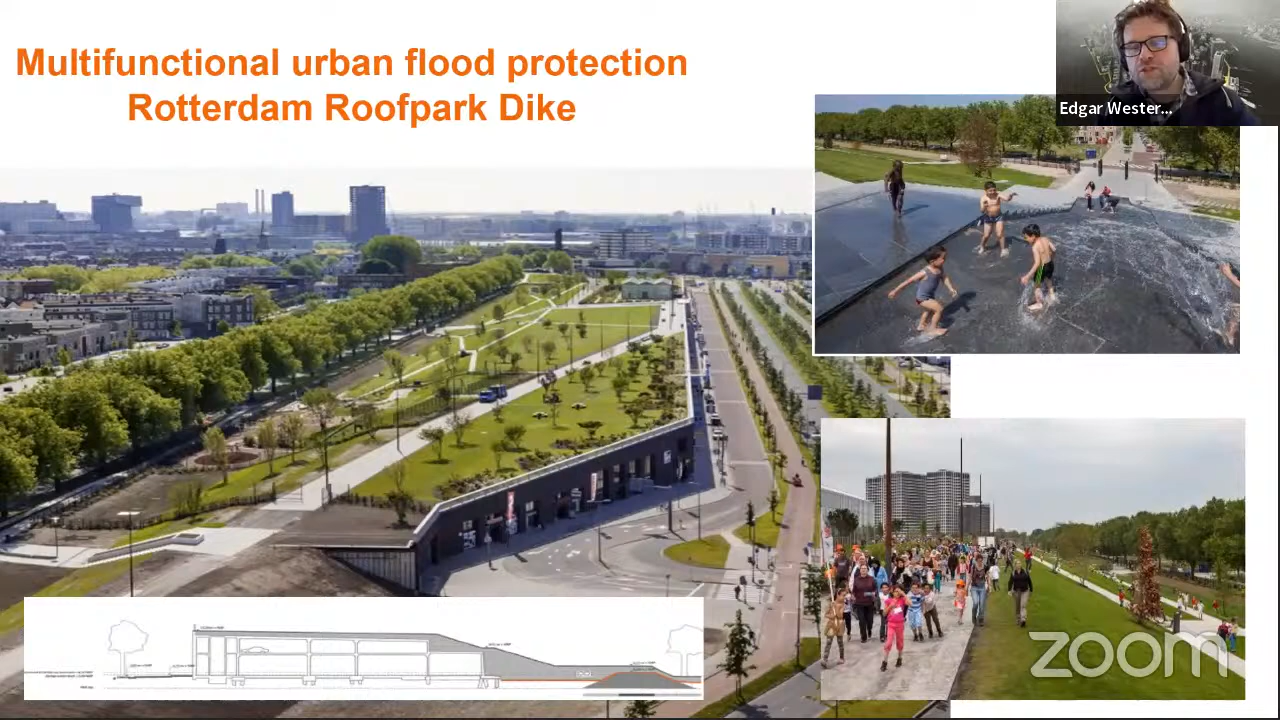 Multifunctional urban flood protection
Rotterdam Roofpark Dike
Edgar Wester...
zoom